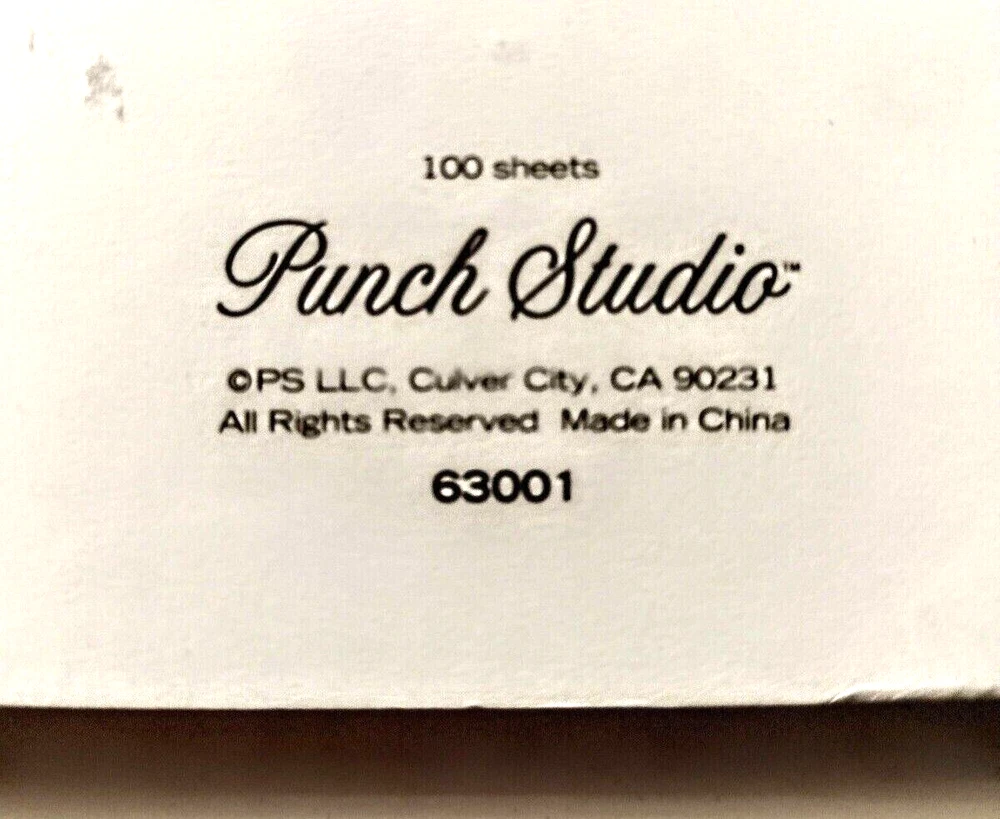 100 sheets
Punch Studio™
©PS LLC, Culver City, CA 90231
All Rights Reserved Made in China
63001